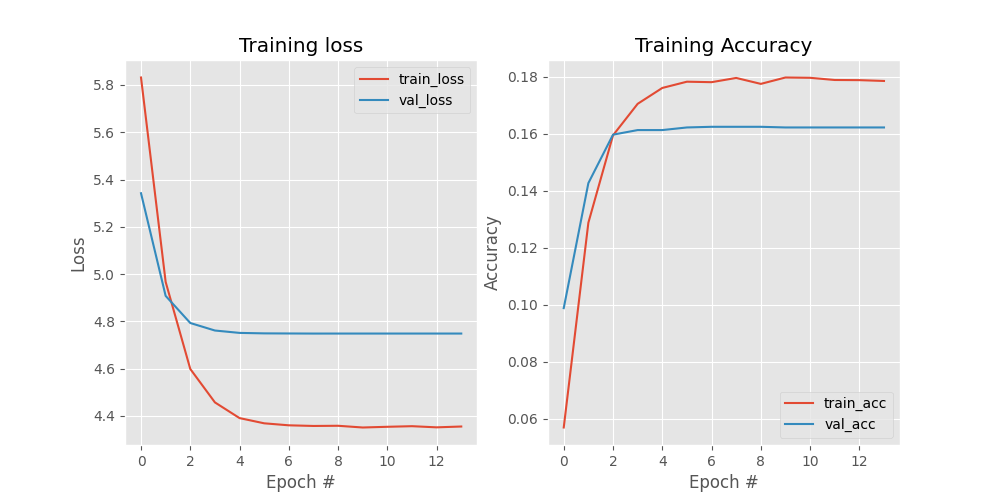 Training loss
train_loss
val_loss
5.8
5.6
5.4
5.2
5.0
4.8
4.6
4.4
Loss
0 2 4 6 8 10 12
Epoch #
Training Accuracy
0.18
0.16
0.14
0.12
0.10
0.08
0.06
Accuracy
train_acc
val_acc
0 2 4 6 8 10 12
Epoch #